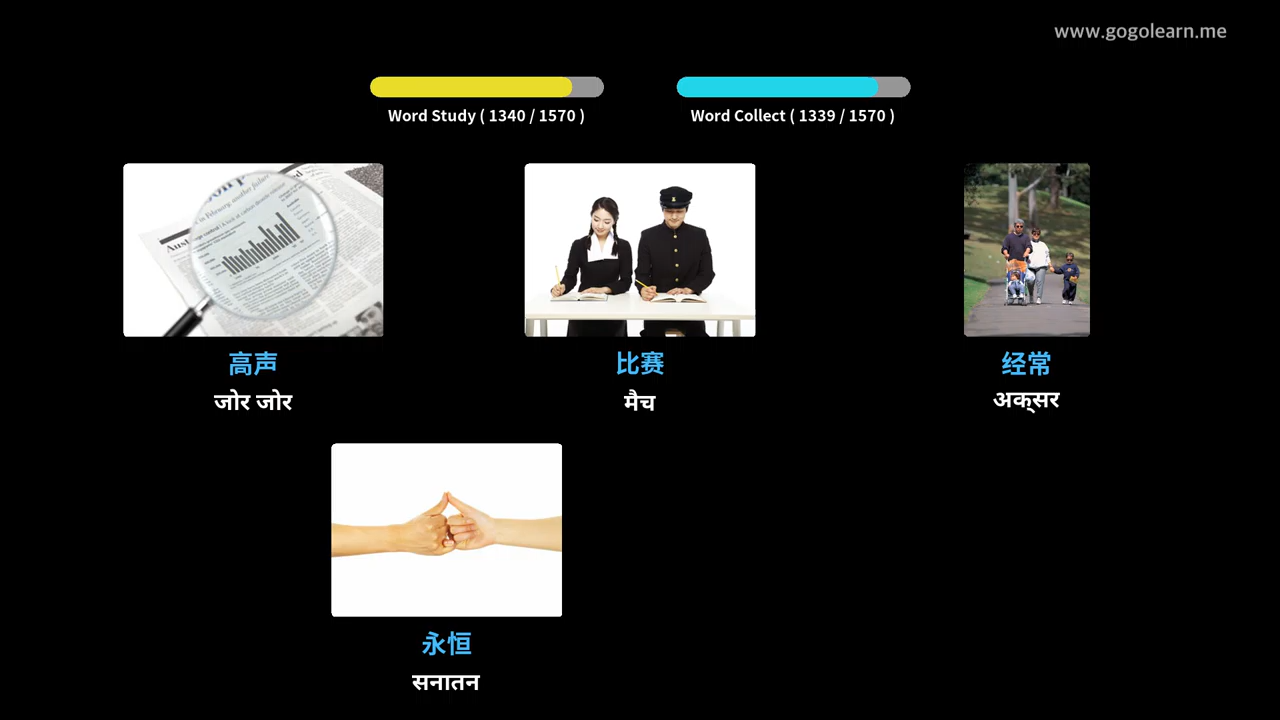 www.gogolearn.me
Word Study ( 1340 / 1570 )
Word Collect ( 1339 / 1570 )
高声
जोर जोर
比赛
मैच
经常
अक्सर
永恒
सनातन